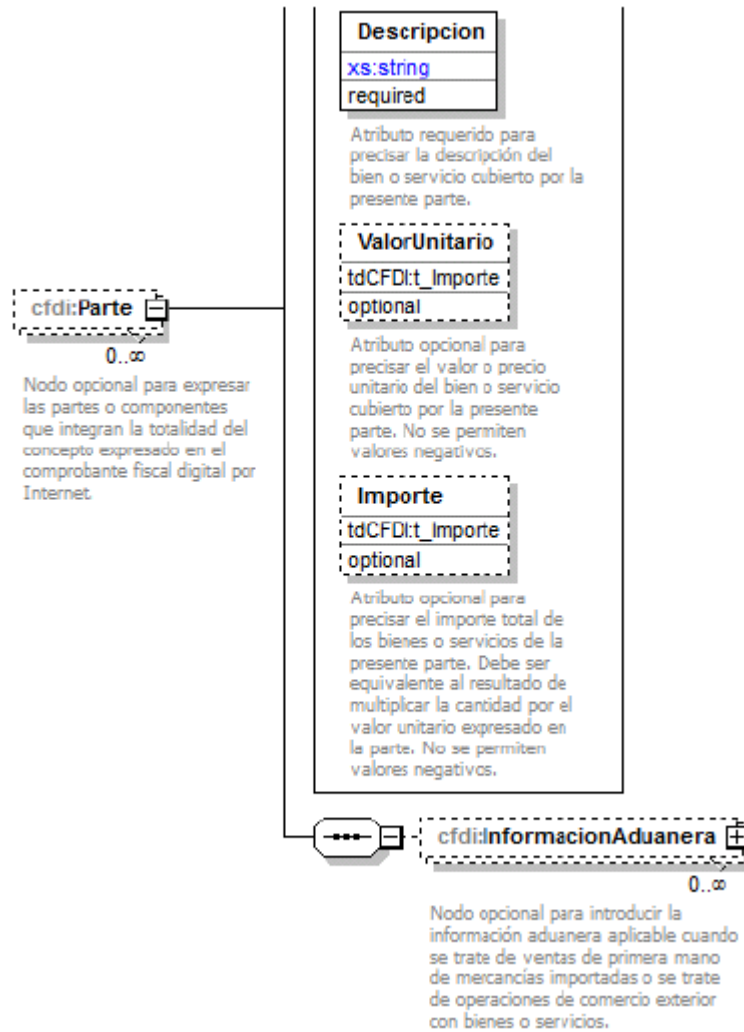 Descripcion
xs:string
required
Atributo requerido para
precisar la descripción del
bien o servicio cubierto por la
presente parte.
ValorUnitario
tdCFDI:t_Importe
optional
Atributo opcional para
precisar el valor o precio
unitario del bien o servicio
cubierto por la presente
parte. No se permiten
valores negativos.
cfdi:Parte
0..∞
Nodo opcional para expresar
las partes o componentes
que integran la totalidad del
concepto expresado en el
comprobante fiscal digital por
Internet.
Importe
tdCFDI:t_Importe
optional
Atributo opcional para
precisar el importe total de
los bienes o servicios de la
presente parte. Debe ser
equivalente al resultado de
multiplicar la cantidad por el
valor unitario expresado en
la parte. No se permiten
valores negativos.
cfdi:InformacionAduanera
0..∞
Nodo opcional para introducir la
información aduanera aplicable cuando
se trate de ventas de primera mano
de mercancías importadas o se trate
de operaciones de comercio exterior
con bienes o servicios.